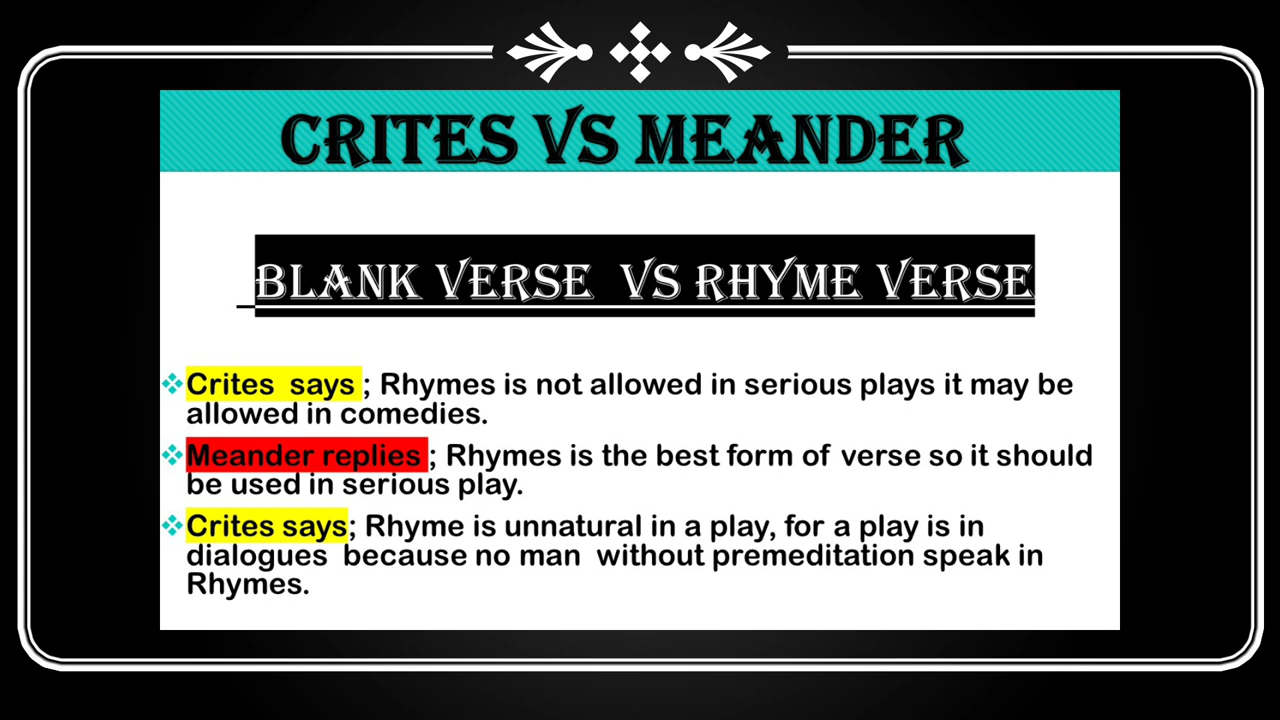 CRITES VS MEANDER
BLANK VERSE VS RHYME VERSE
Crites says ; Rhymes is not allowed in serious plays it may be
allowed in comedies.
Meander replies ; Rhymes is the best form of verse so it should
be used in serious play.
Crites says; Rhyme is unnatural in a play, for a play is in
dialogues because no man without premeditation speak in
Rhymes.